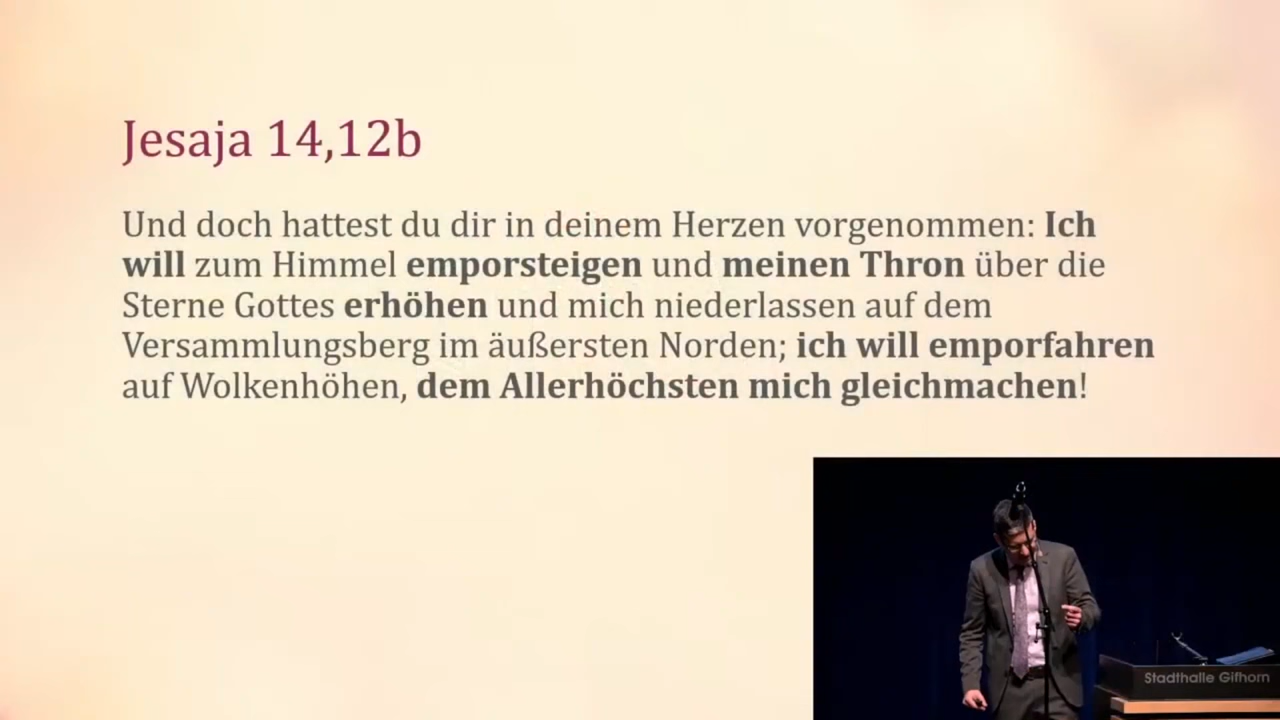 Jesaja 14,12b
Und doch hattest du dir in deinem Herzen vorgenommen: Ich
will zum Himmel emporsteigen und meinen Thron über die
Sterne Gottes erhöhen und mich niederlassen auf dem
Versammlungsberg im äußersten Norden; ich will emporfahren
auf Wolkenhöhen, dem Allerhöchsten mich gleichmachen!
Stadthalle Gifhorn